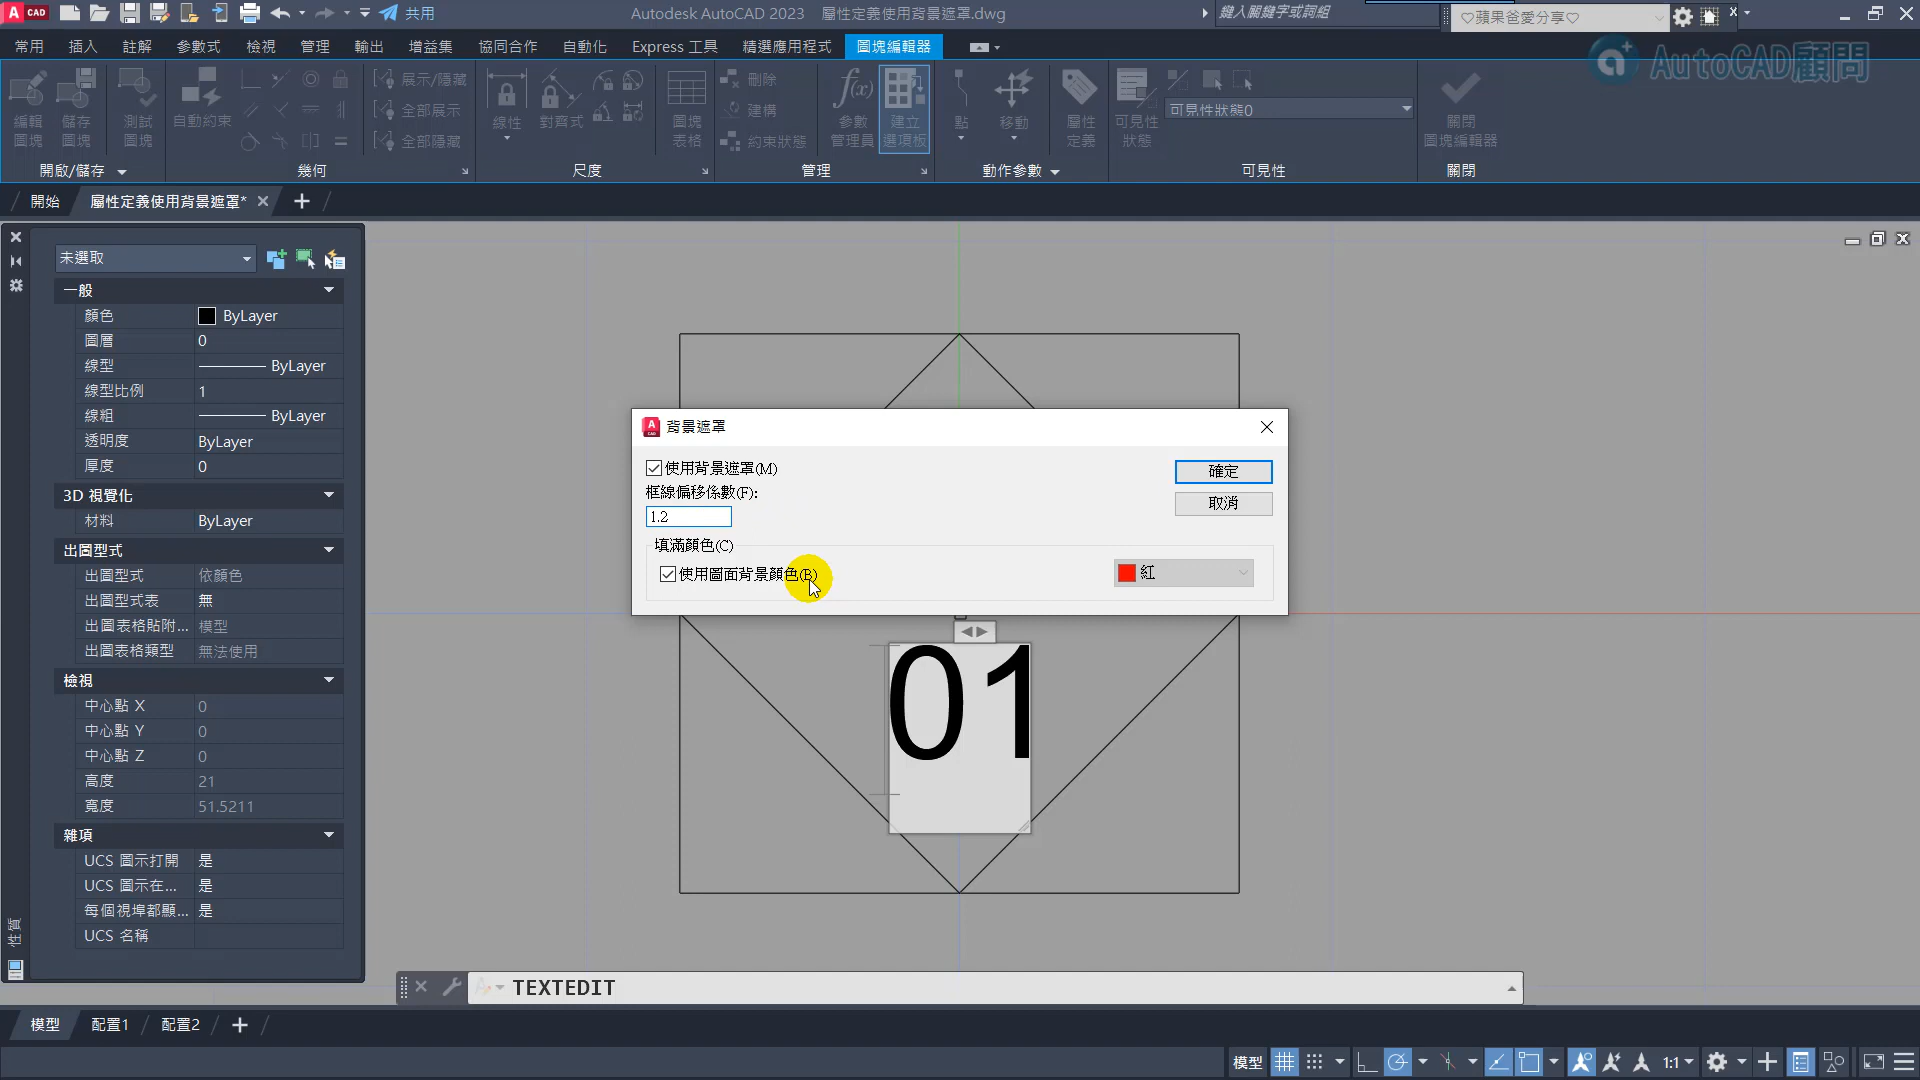 A CAD
共用
Autodesk AutoCAD 2023 屬性定義使用背景遮罩.dwg
鍵入關鍵字或詞組
♡蘋果爸愛分享♡
常用 插入 註解 參數式 檢視 管理 輸出 增益集 協同合作 自動化 Express 工具 精選應用程式 圖塊編輯器
AutoCAD顧問
編輯圖塊
儲存圖塊
測試圖塊
開啟/儲存
自動約束
展示/隱藏
全部展示
全部隱藏
幾何
線性
對齊式
尺度
圖塊表格
刪除
建構
約束狀態
參數管理員
建立選項板
管理
點
移動
動作參數
屬性定義
可見性狀態
可見性狀態0
可見性
關閉圖塊編輯器
關閉
開始
屬性定義使用背景遮罩*
未選取
一般
顏色 ByLayer
圖層 0
線型 ByLayer
線型比例 1
線粗 ByLayer
透明度 ByLayer
厚度 0
3D 視覺化
材料 ByLayer
出圖型式
出圖型式 依顏色
出圖型式表 無
出圖表格貼附... 模型
出圖表格類型 無法使用
檢視
中心點 X 0
中心點 Y 0
中心點 Z 0
高度 21
寬度 51.5211
雜項
UCS 圖示打開 是
UCS 圖示在... 是
每個視埠都顯... 是
UCS 名稱
性質
背景遮罩
使用背景遮罩(M)
框線偏移係數(F):
1.2
填滿顏色(C)
使用圖面背景顏色(B)
紅
確定
取消
01
TEXTEDIT
模型 配置1 配置2
模型
1:1